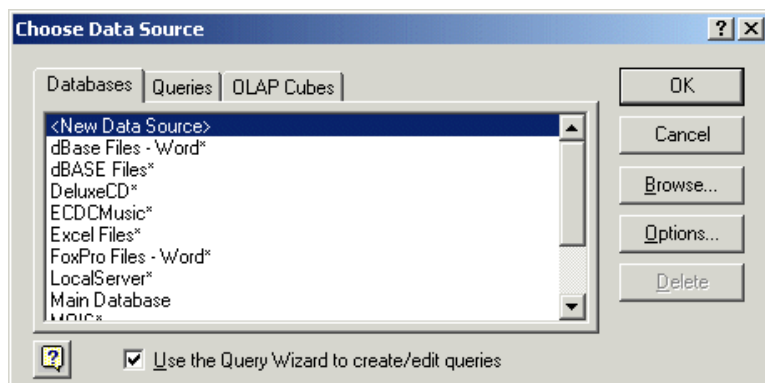 Choose Data Source
Databases Queries OLAP Cubes
<New Data Source>
dBase Files - Word*
dBASE Files*
DeluxeCD*
ECDCMusic*
Excel Files*
FoxPro Files - Word*
LocalServer*
Main Database
OK
Cancel
Browse...
Options...
Delete
Use the Query Wizard to create/edit queries